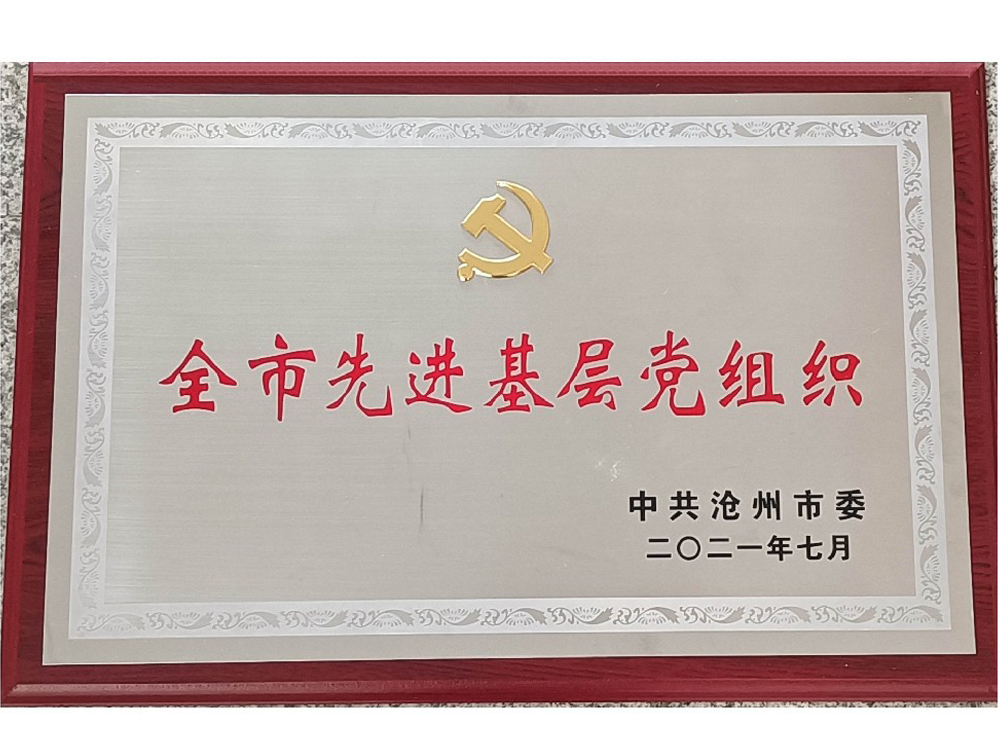 全市先进基层党组织
中共沧州市委
二〇二一年七月